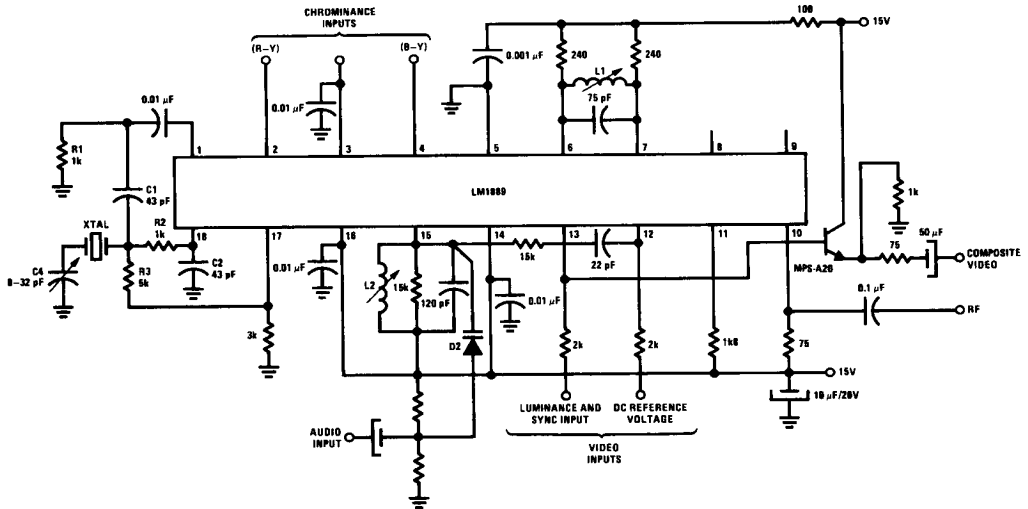 CHROMINANCE
INPUTS
(R–Y)
(B–Y)
100
15V
0.001 µF
240
240
L1
75 pF
0.01 µF
0.01 µF
R1
1k
1
2
3
4
5
6
7
8
9
C1
43 pF
LM1889
1k
XTAL
R2
1k
18
17
16
15
14
13
12
11
10
C4
8–32 pF
R3
5k
C2
43 pF
0.01 µF
L2
15k
120 pF
15k
22 pF
0.01 µF
MPS-A20
75
50 µF
COMPOSITE
VIDEO
0.1 µF
RF
3k
D2
2k
2k
1k8
75
15V
10 µF/20V
LUMINANCE AND
SYNC INPUT
DC REFERENCE
VOLTAGE
AUDIO
INPUT
VIDEO
INPUTS